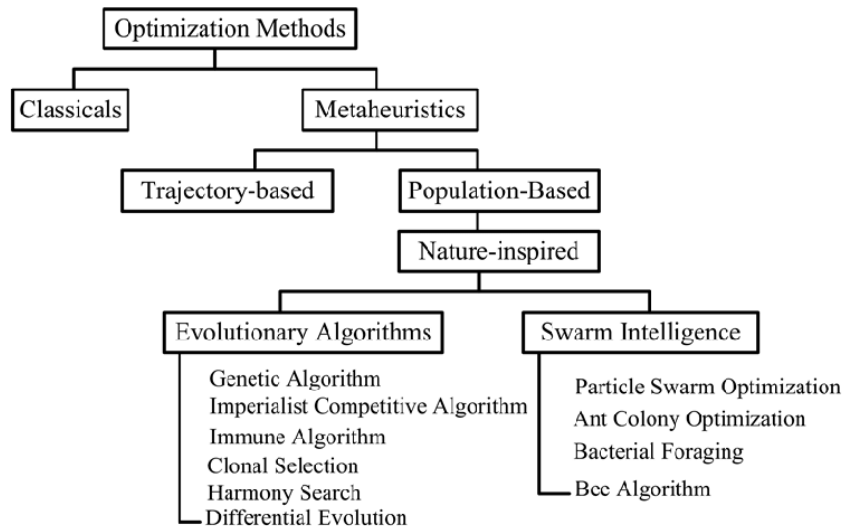 Optimization Methods
Classicals
Metaheuristics
Trajectory-based
Population-Based
Nature-inspired
Evolutionary Algorithms
Swarm Intelligence
Genetic Algorithm
Imperialist Competitive Algorithm
Immune Algorithm
Clonal Selection
Harmony Search
Differential Evolution
Particle Swarm Optimization
Ant Colony Optimization
Bacterial Foraging
Bee Algorithm